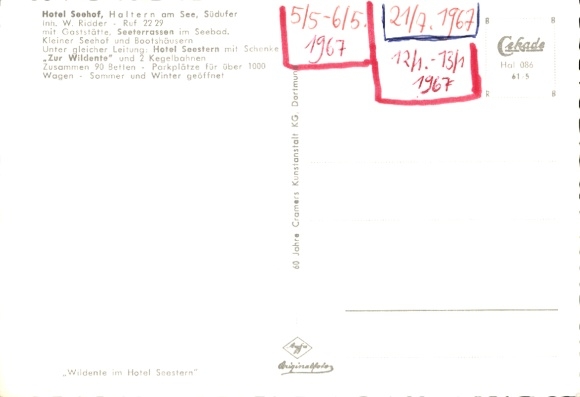 Hotel Seehof, Haltern am See, Südufer
Inh. W. Ridder - Ruf 22 29
mit Gaststätte. Seeterrassen im Seebad.
Kleiner Seehof und Bootshäusern
Unter gleicher Leitung: Hotel Seestern mit Schenke
„Zur Wildente" und 2 Kegelbahnen
Zusammen 90 Betten - Parkplätze für über 1000
Wagen - Sommer und Winter geöffnet
5/5-6/5.
1967
21/7. 1967
12/1.-13/1
1967
B B
Cekade
Hal 086
61 5
R B
60 Jahre Cramers Kunstanstalt KG. Dortmund
Agfa
Originalfoto
„Wildente im Hotel Seestern"